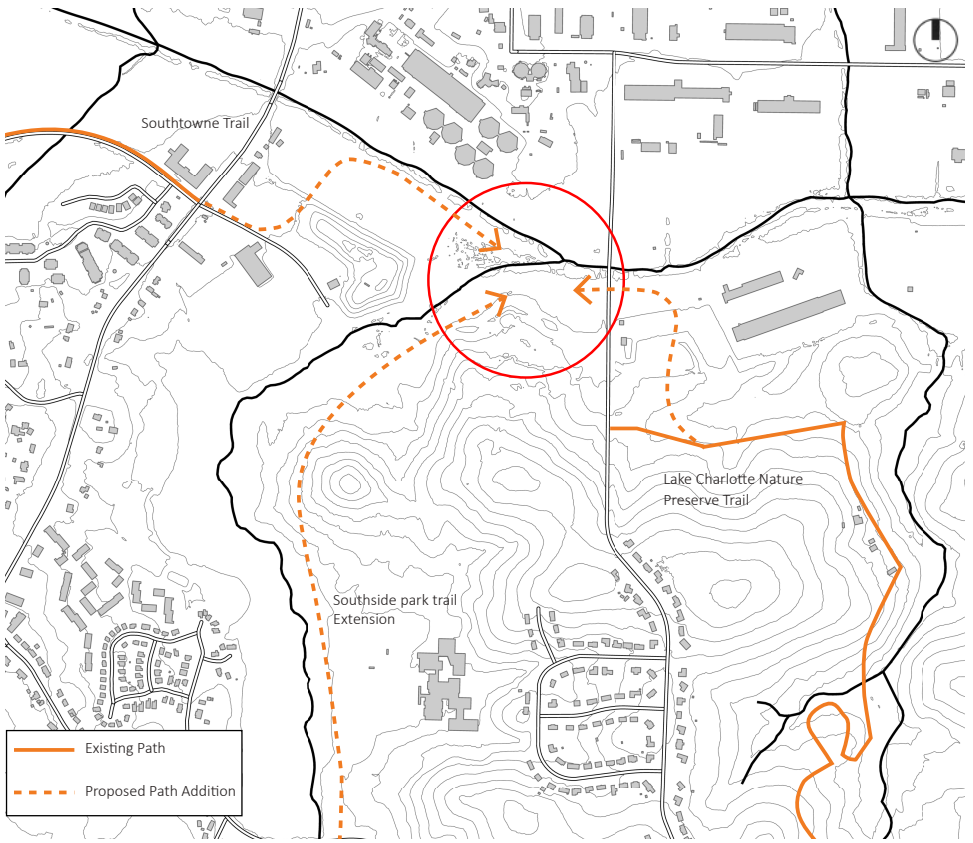 Southtowne Trail
Lake Charlotte Nature
Preserve Trail
Southside park trail
Extension
Existing Path
Proposed Path Addition